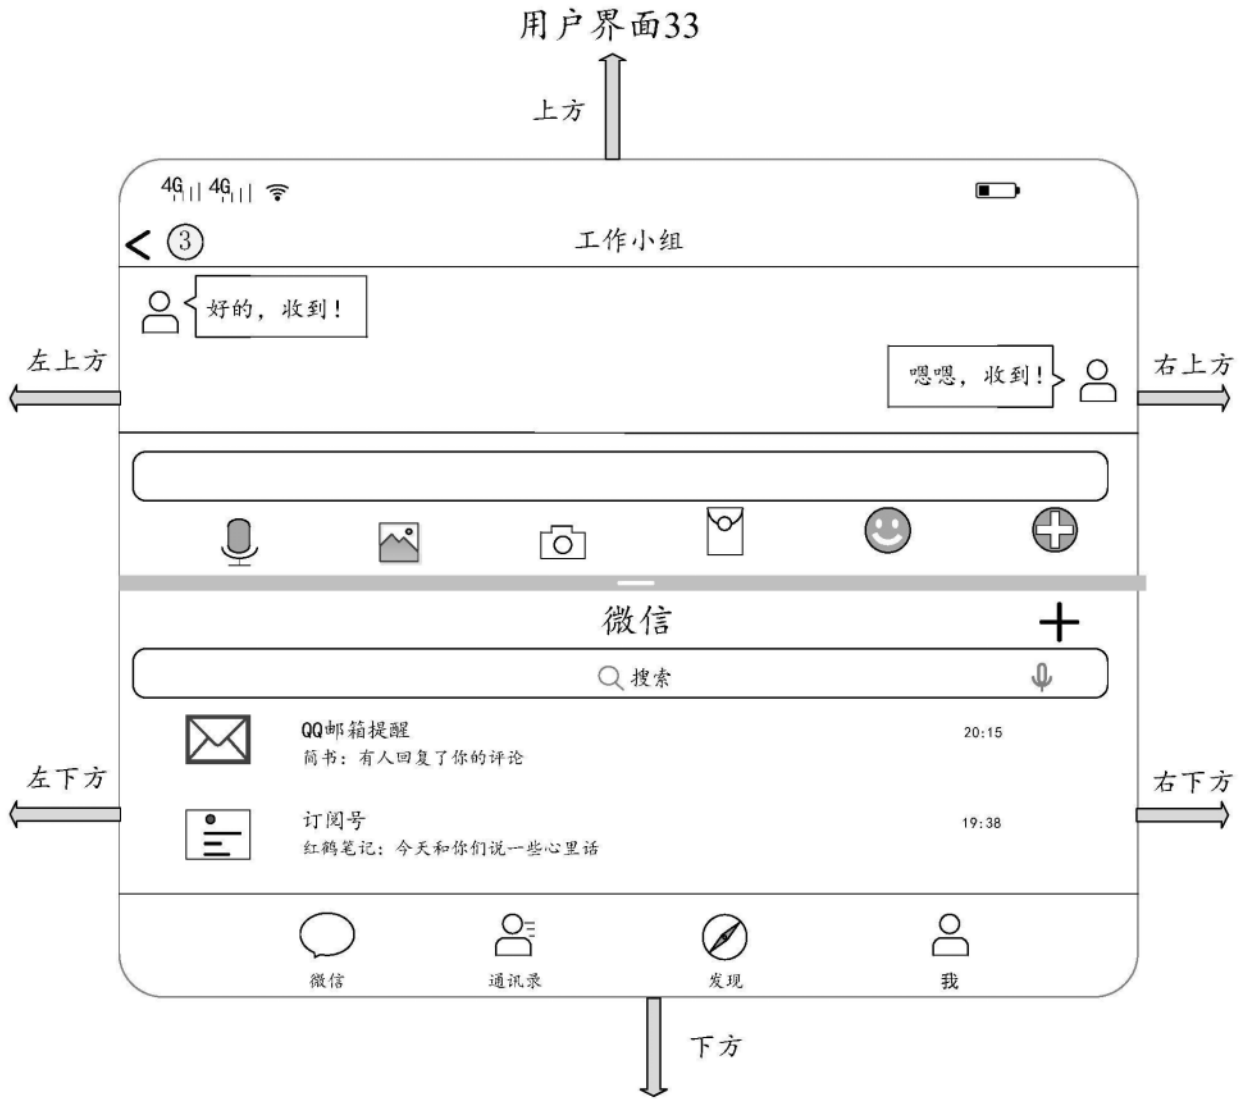 用户界面33
上方
4G 4G
3 工作小组
好的，收到！
左上方
嗯嗯，收到！
右上方
微信
搜索
QQ邮箱提醒 20:15
简书：有人回复了你的评论
左下方
右下方
订阅号 19:38
红鹤笔记：今天和你们说一些心里话
微信 通讯录 发现 我
下方